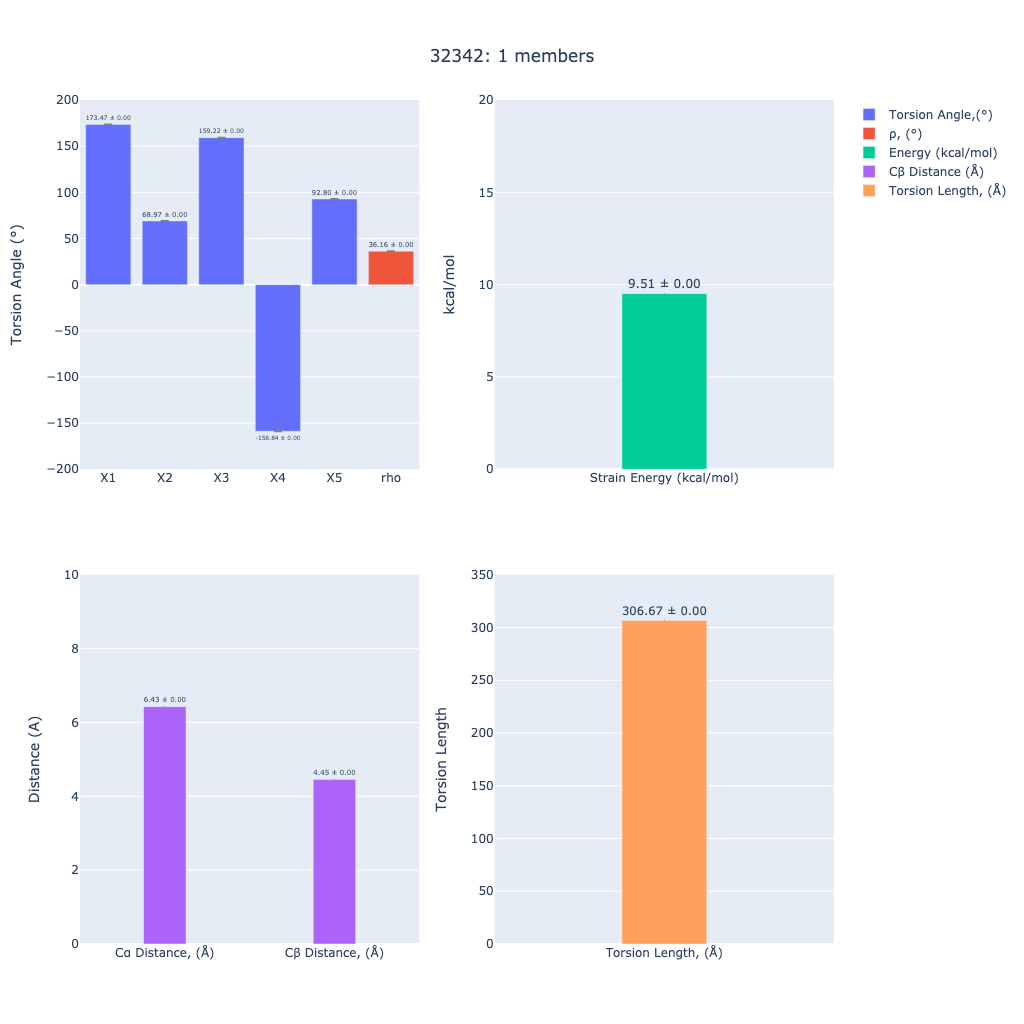 32342: 1 members
Torsion Angle (°)
200
150
100
50
0
−50
−100
−150
−200
173.47 ± 0.00
68.97 ± 0.00
159.22 ± 0.00
-158.84 ± 0.00
92.80 ± 0.00
36.16 ± 0.00
X1 X2 X3 X4 X5 rho
kcal/mol
20
15
10
5
0
9.51 ± 0.00
Strain Energy (kcal/mol)
Torsion Angle,(°)
ρ, (°)
Energy (kcal/mol)
Cβ Distance (Å)
Torsion Length, (Å)
Distance (A)
10
8
6
4
2
0
6.43 ± 0.00
4.45 ± 0.00
Cα Distance, (Å) Cβ Distance, (Å)
Torsion Length
350
300
250
200
150
100
50
0
306.67 ± 0.00
Torsion Length, (Å)